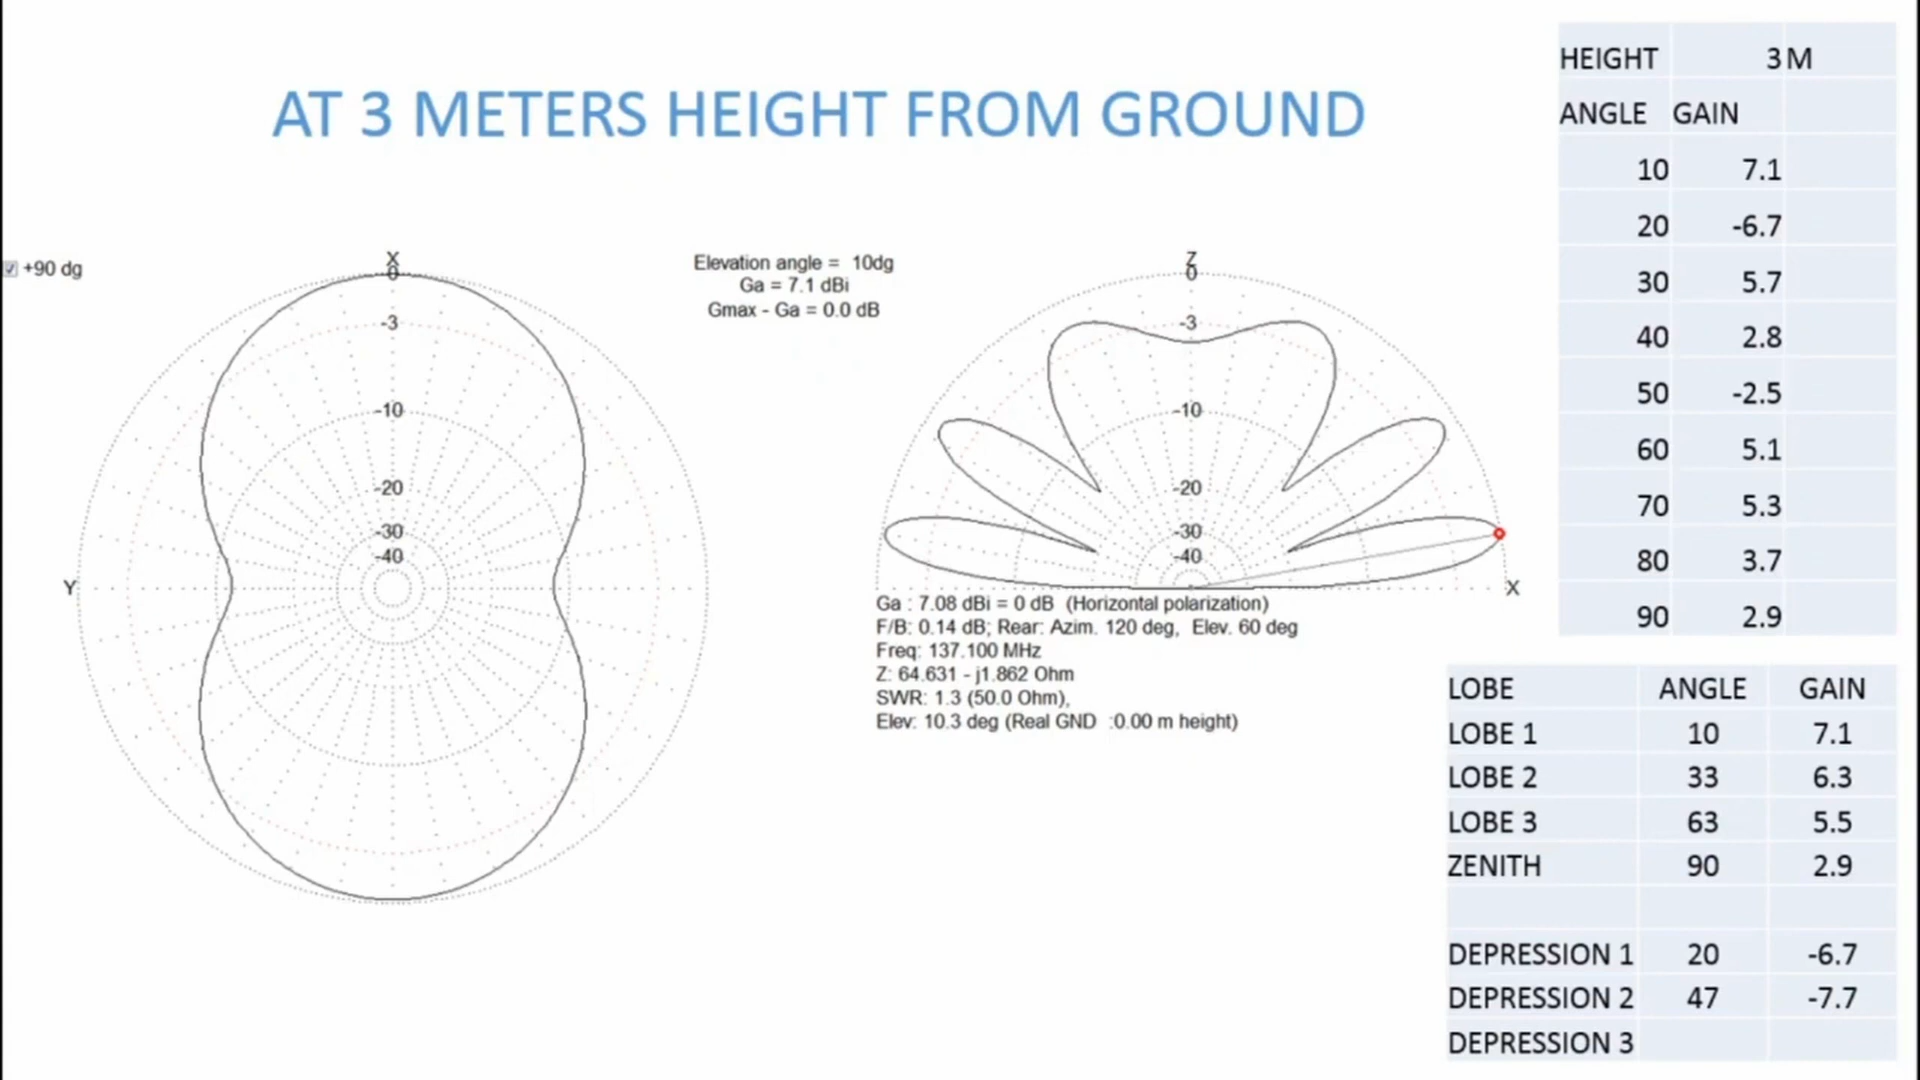 AT 3 METERS HEIGHT FROM GROUND
+90 dg
X
0
-3
-10
-20
-30
-40
Y
Elevation angle = 10dg
Ga = 7.1 dBi
Gmax - Ga = 0.0 dB
Z
0
-3
-10
-20
-30
-40
X
Ga : 7.08 dBi = 0 dB (Horizontal polarization)
F/B: 0.14 dB; Rear: Azim. 120 deg, Elev. 60 deg
Freq: 137.100 MHz
Z: 64.631 - j1.862 Ohm
SWR: 1.3 (50.0 Ohm),
Elev: 10.3 deg (Real GND :0.00 m height)
HEIGHT 3 M
ANGLE GAIN
10 7.1
20 -6.7
30 5.7
40 2.8
50 -2.5
60 5.1
70 5.3
80 3.7
90 2.9
LOBE ANGLE GAIN
LOBE 1 10 7.1
LOBE 2 33 6.3
LOBE 3 63 5.5
ZENITH 90 2.9
DEPRESSION 1 20 -6.7
DEPRESSION 2 47 -7.7
DEPRESSION 3